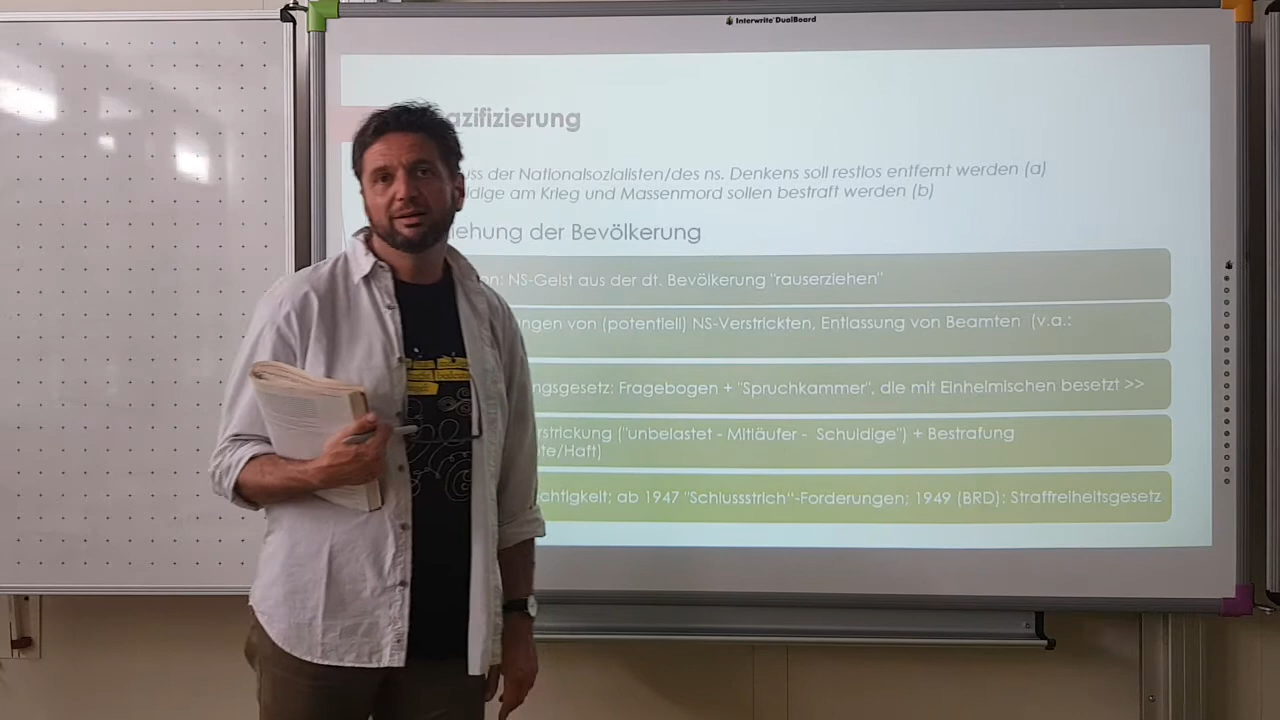 Interwrite DualBoard
azifizierung
uss der Nationalsozialisten/des ns. Denkens soll restlos entfernt werden (a)
dige am Krieg und Massenmord sollen bestraft werden (b)
iehung der Bevölkerung
on: NS-Geist aus der dt. Bevölkerung "rauserziehen"
ngen von (potentiell) NS-Verstrickten, Entlassung von Beamten (v.a.:
ngsgesetz: Fragebogen + "Spruchkammer", die mit Einheimischen besetzt >>
rstrickung ("unbelastet - Mitläufer - Schuldige") + Bestrafung
te/Haft)
chtigkeit; ab 1947 "Schlussstrich“-Forderungen; 1949 (BRD): Straffreiheitsgesetz